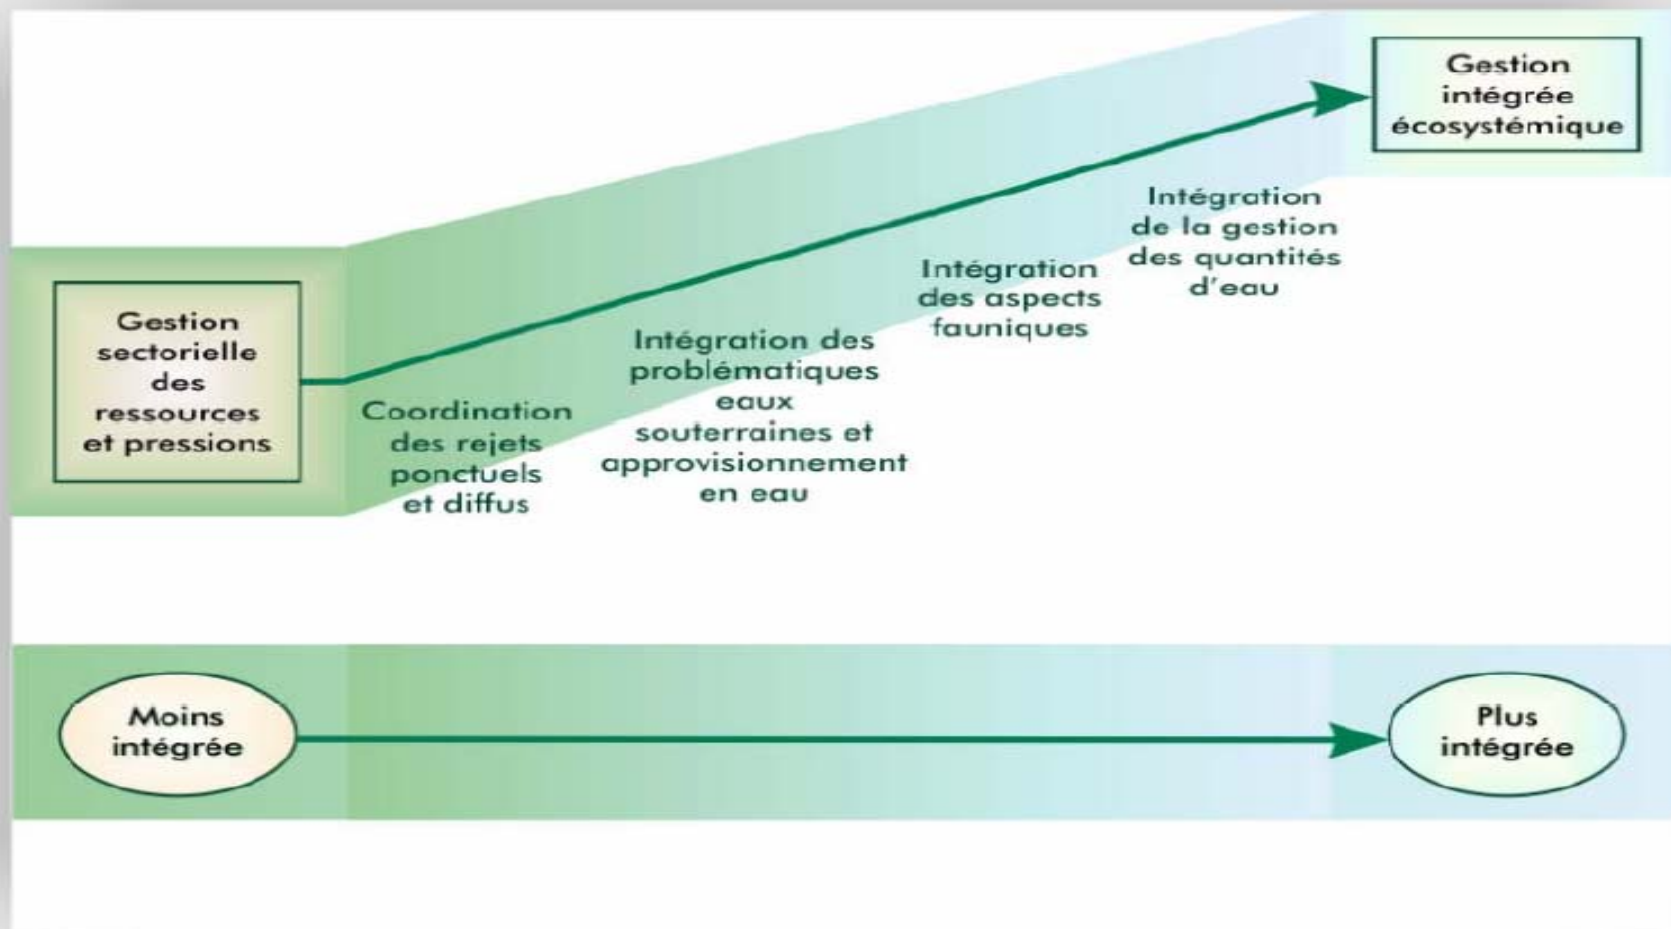 Gestion
intégrée
écosystémique
Gestion
sectorielle
des
ressources
et pressions
Coordination
des rejets
ponctuels
et diffus
Intégration des
problématiques
eaux
souterraines et
approvisionnement
en eau
Intégration
des aspects
fauniques
Intégration
de la gestion
des quantités
d'eau
Moins
intégrée
Plus
intégrée